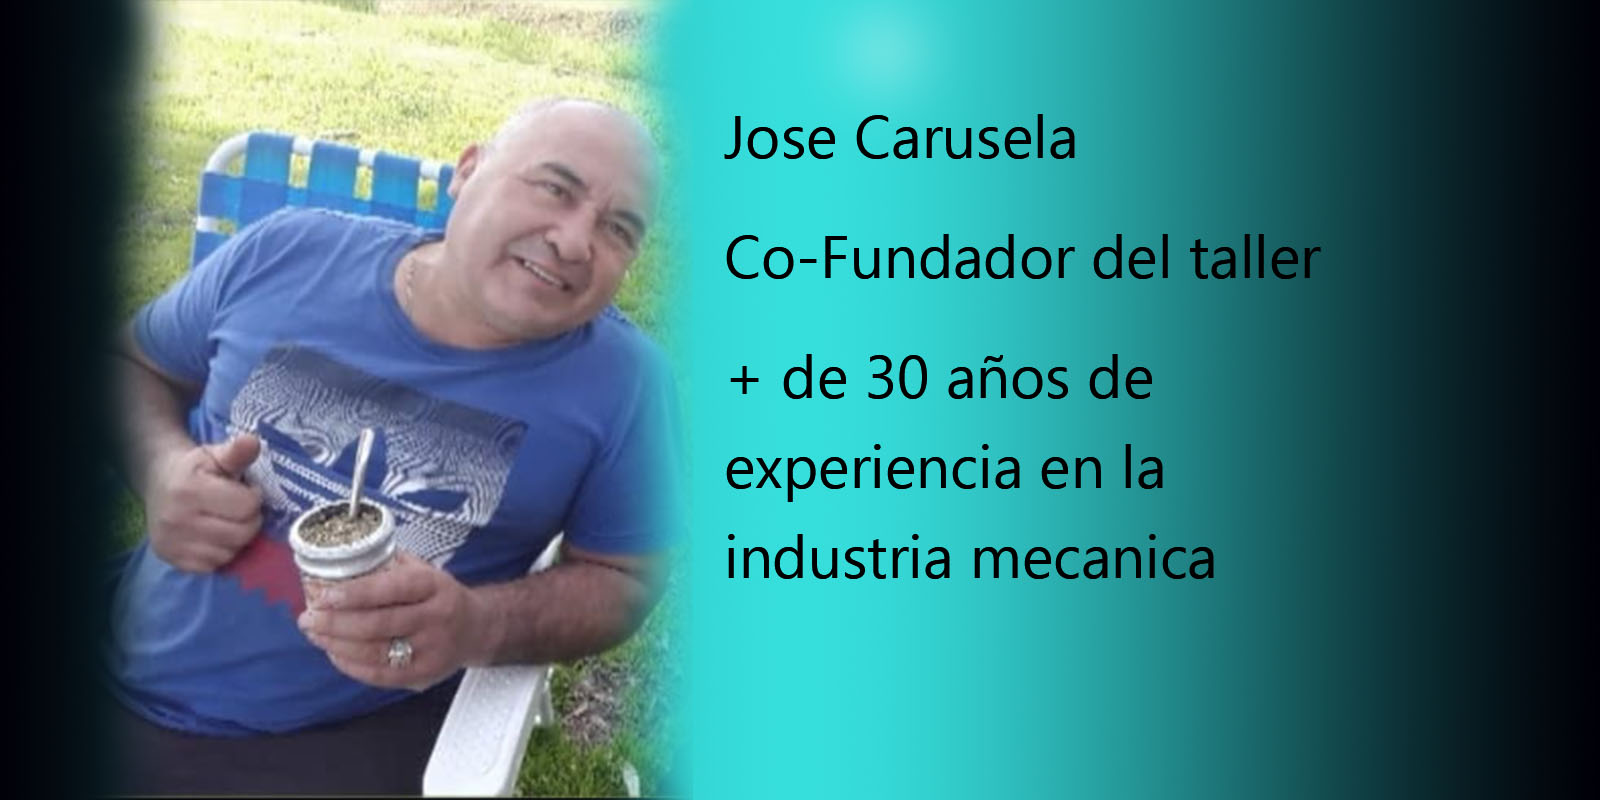 Jose Carusela
Co-Fundador del taller
+ de 30 años de
experiencia en la
industria mecanica